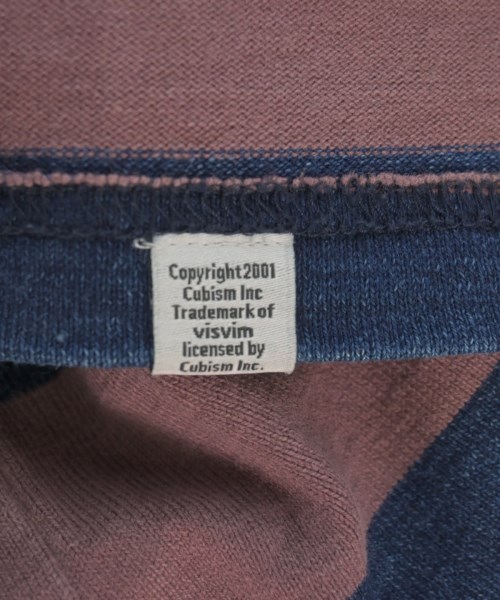 Copyright2001
Cubism Inc
Trademark of
visvim
licensed by
Cubism Inc.